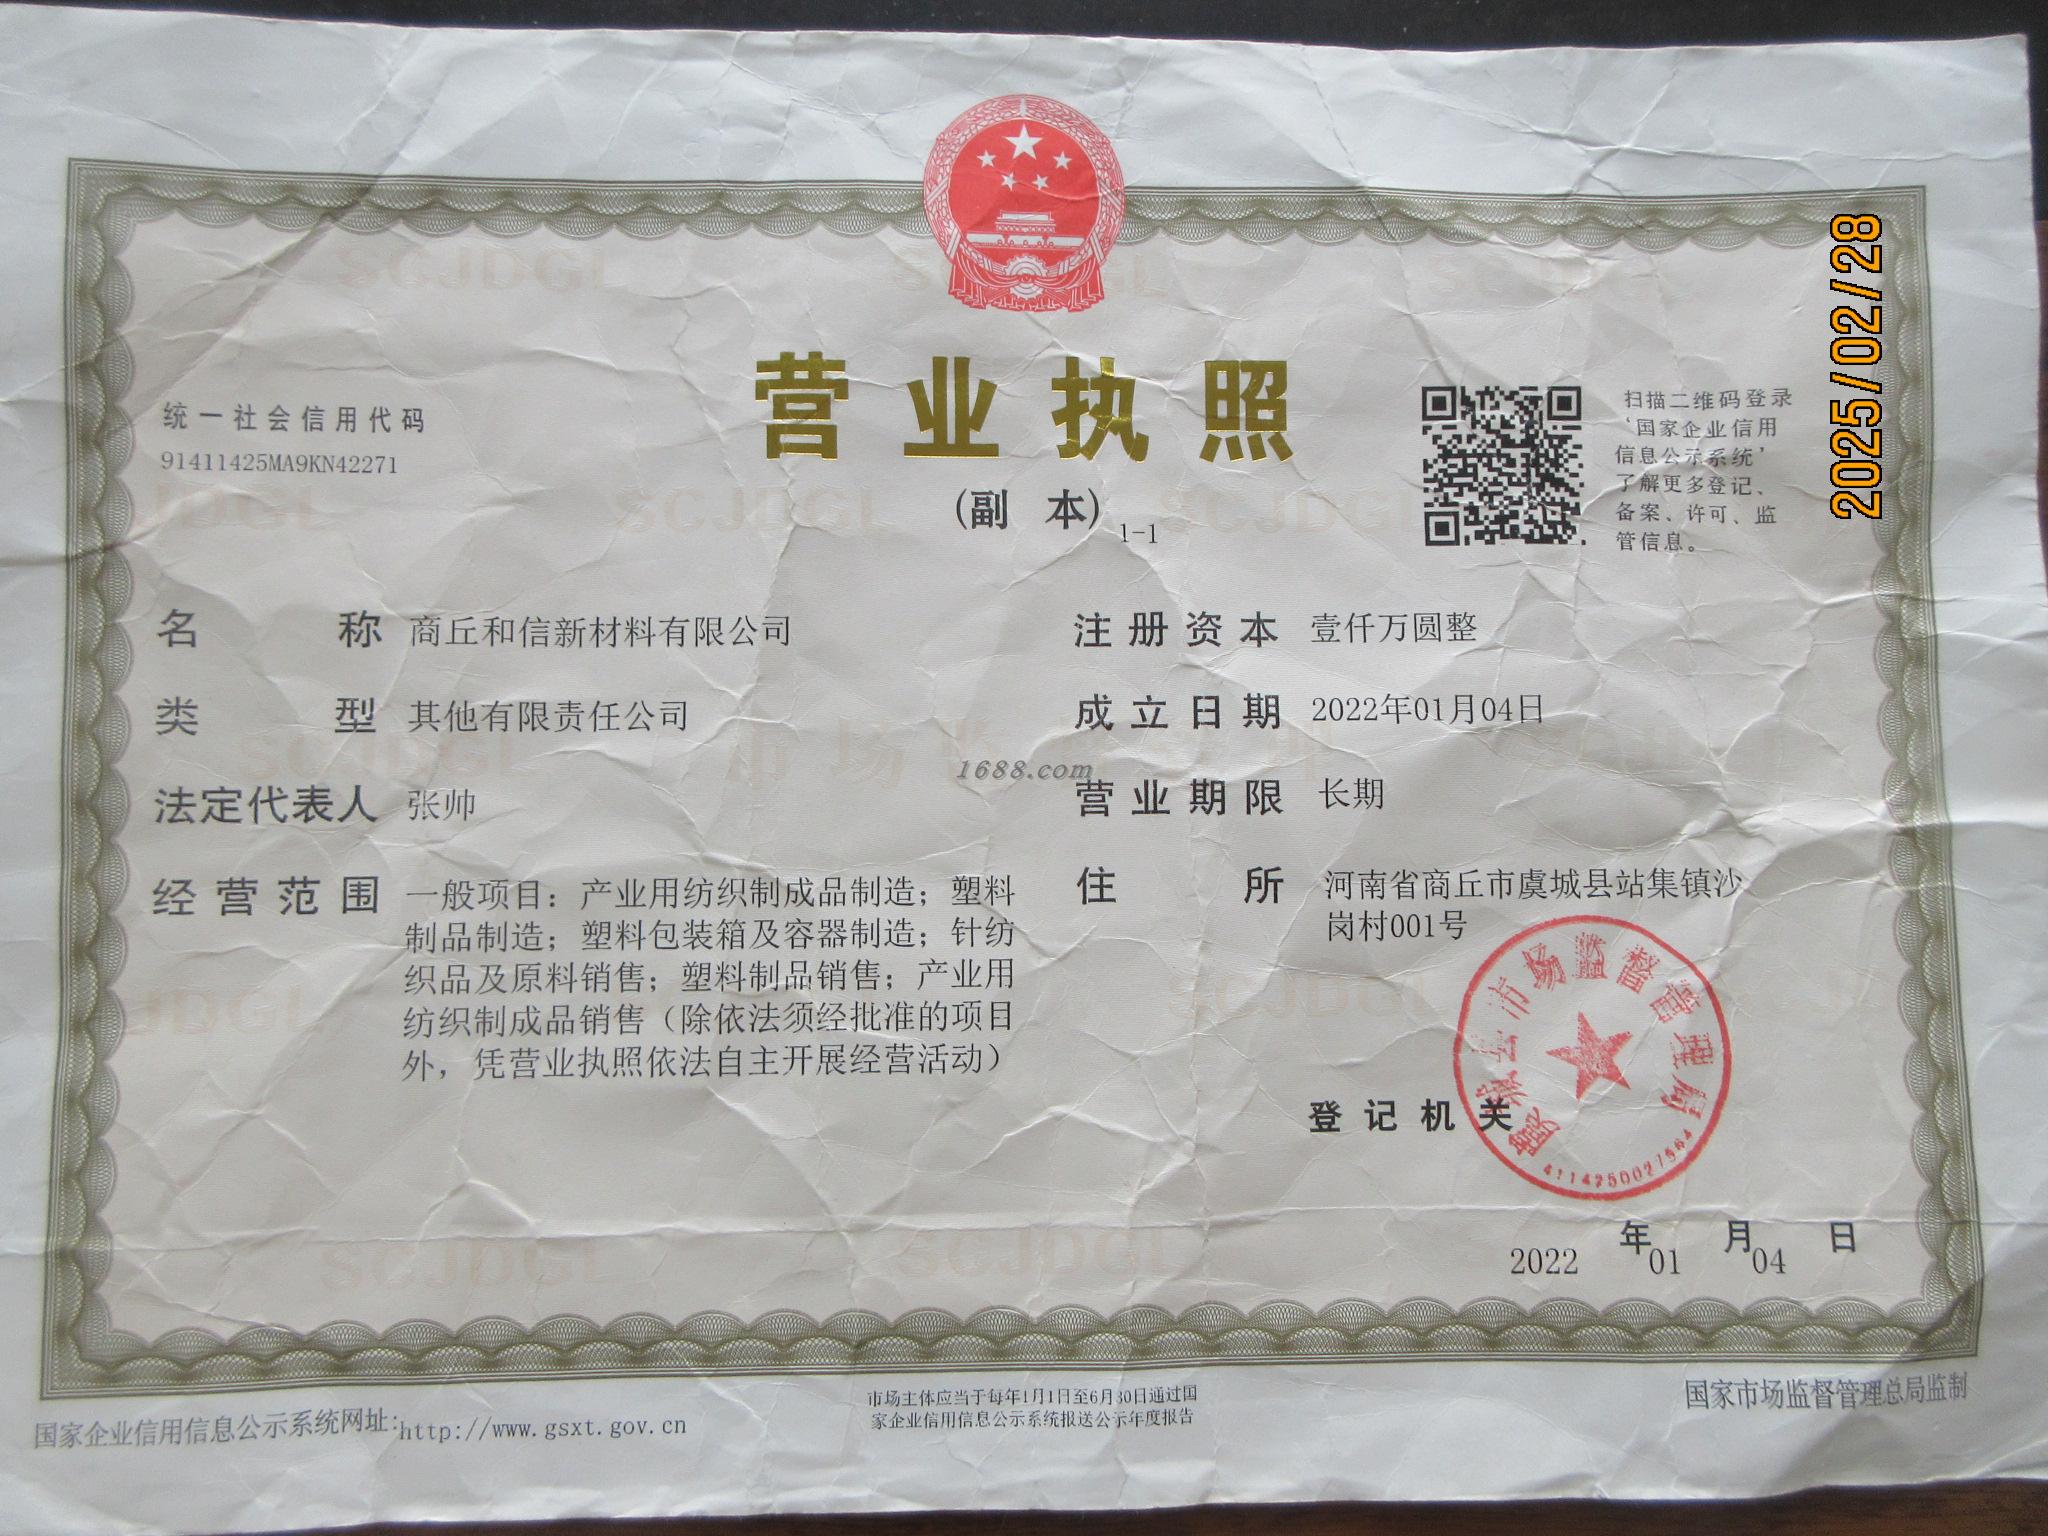 2025/02/28
营业执照
(副 本) 1-1
统一社会信用代码
91411425MA9KN42271
扫描二维码登录
‘国家企业信用
信息公示系统’
了解更多登记、
备案、许可、监
管信息。
名 称 商丘和信新材料有限公司
类 型 其他有限责任公司
法定代表人 张帅
经营范围 一般项目：产业用纺织制成品制造；塑料
制品制造；塑料包装箱及容器制造；针纺
织品及原料销售；塑料制品销售；产业用
纺织制成品销售（除依法须经批准的项目
外，凭营业执照依法自主开展经营活动）
注册资本 壹仟万圆整
成立日期 2022年01月04日
营业期限 长期
住 所 河南省商丘市虞城县站集镇沙
岗村001号
1688.com
登记机关
虞城县市场监督管理局
4114250027564
2022 年 01 月 04 日
国家企业信用信息公示系统网址：http://www.gsxt.gov.cn
市场主体应当于每年1月1日至6月30日通过国
家企业信用信息公示系统报送公示年度报告
国家市场监督管理总局监制